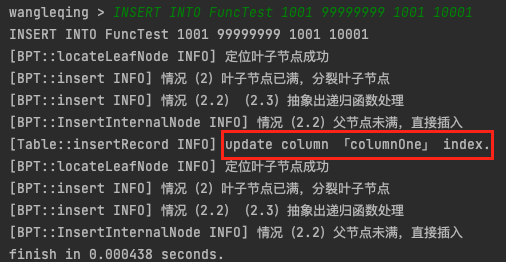 wangleqing > INSERT INTO FuncTest 1001 99999999 1001 10001
INSERT INTO FuncTest 1001 99999999 1001 10001
[BPT::locateLeafNode INFO] 定位叶子节点成功
[BPT::insert INFO] 情况（2）叶子节点已满，分裂叶子节点
[BPT::insert INFO] 情况（2.2）（2.3）抽象出递归函数处理
[BPT::InsertInternalNode INFO] 情况（2.2）父节点未满，直接插入
[Table::insertRecord INFO] update column 「columnOne」 index.
[BPT::locateLeafNode INFO] 定位叶子节点成功
[BPT::insert INFO] 情况（2）叶子节点已满，分裂叶子节点
[BPT::insert INFO] 情况（2.2）（2.3）抽象出递归函数处理
[BPT::InsertInternalNode INFO] 情况（2.2）父节点未满，直接插入
finish in 0.000438 seconds.